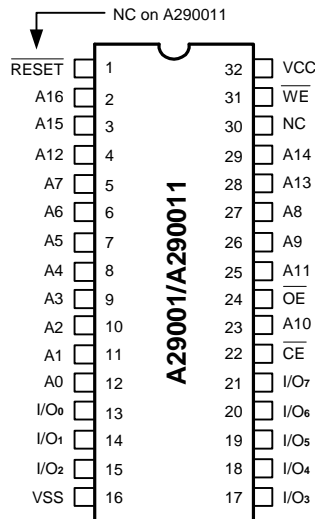 NC on A290011
RESET 1 32 VCC
A16 2 31 WE
A15 3 30 NC
A12 4 29 A14
A7 5 28 A13
A6 6 27 A8
A5 7 26 A9
A4 8 25 A11
A3 9 24 OE
A2 10 23 A10
A1 11 22 CE
A0 12 21 I/O7
I/O0 13 20 I/O6
I/O1 14 19 I/O5
I/O2 15 18 I/O4
VSS 16 17 I/O3
A29001/A290011